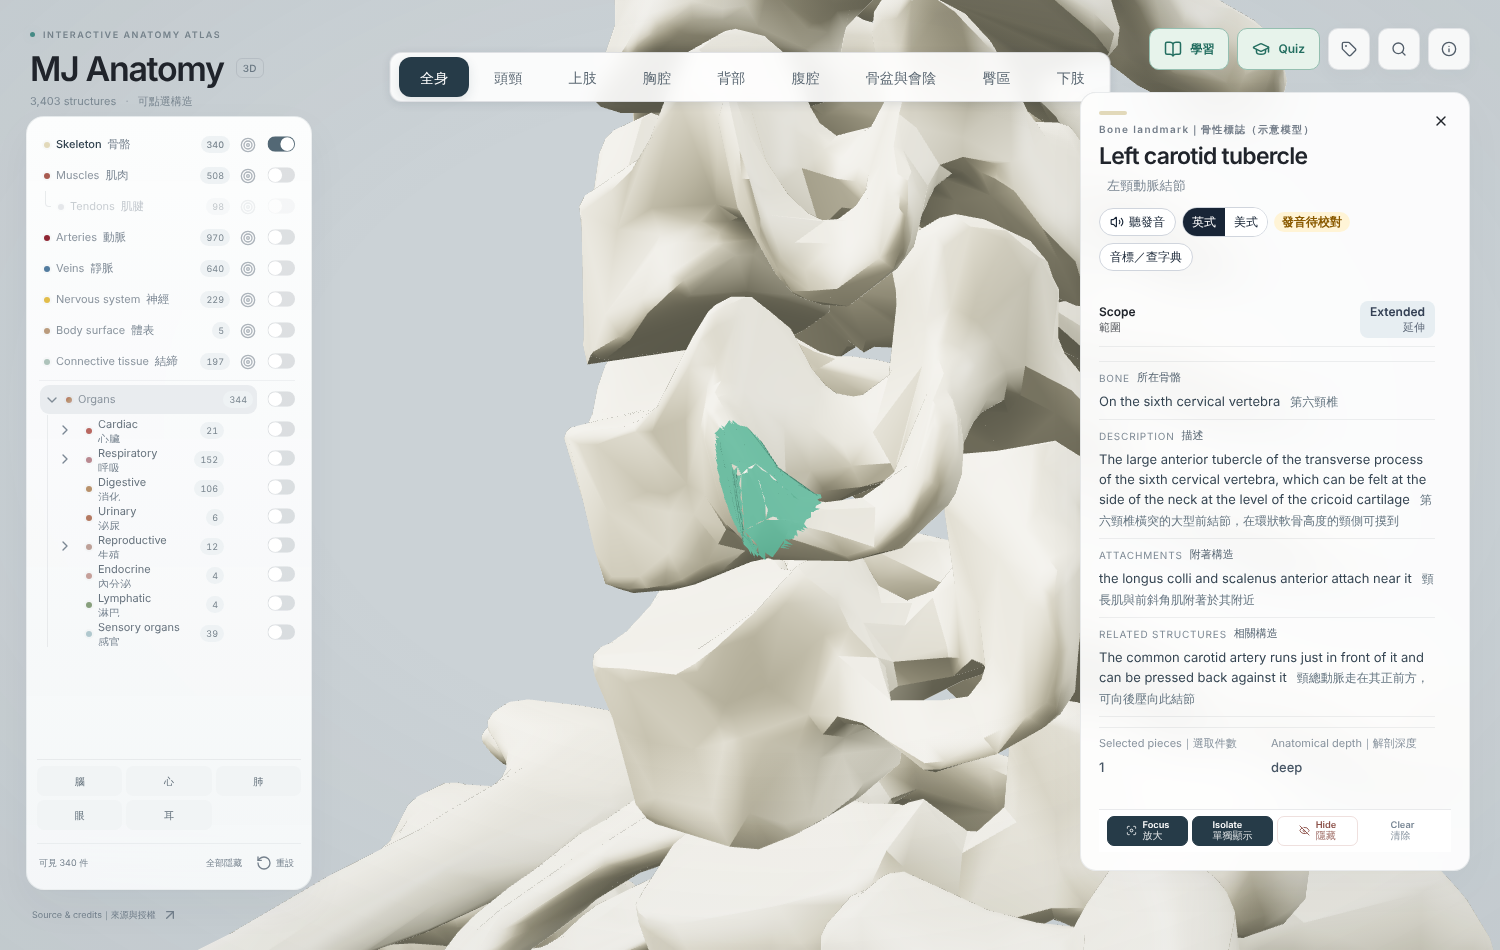 INTERACTIVE ANATOMY ATLAS
MJ Anatomy 3D
3,403 structures · 可點選構造
全身 頭頸 上肢 胸腔 背部 腹腔 骨盆與會陰 臀區 下肢
學習 Quiz
Skeleton 骨骼 340
Muscles 肌肉 508
Tendons 肌腱 98
Arteries 動脈 970
Veins 靜脈 640
Nervous system 神經 229
Body surface 體表 5
Connective tissue 結締 197
Organs 344
Cardiac 21
心臟
Respiratory 152
呼吸
Digestive 106
消化
Urinary 6
泌尿
Reproductive 12
生殖
Endocrine 4
內分泌
Lymphatic 4
淋巴
Sensory organs 39
感官
腦 心 肺
眼 耳
可見 340 件 全部隱藏 重設
Source & credits｜來源與授權
Bone landmark｜骨性標誌（示意模型）
Left carotid tubercle
左頸動脈結節
聽發音 英式 美式 發音待校對
音標／查字典
Scope Extended
範圍 延伸
BONE 所在骨骼
On the sixth cervical vertebra 第六頸椎
DESCRIPTION 描述
The large anterior tubercle of the transverse process
of the sixth cervical vertebra, which can be felt at the
side of the neck at the level of the cricoid cartilage 第
六頸椎橫突的大型前結節，在環狀軟骨高度的頸側可摸到
ATTACHMENTS 附著構造
the longus colli and scalenus anterior attach near it 頸
長肌與前斜角肌附著於其附近
RELATED STRUCTURES 相關構造
The common carotid artery runs just in front of it and
can be pressed back against it 頸總動脈走在其正前方，
可向後壓向此結節
Selected pieces｜選取件數 Anatomical depth｜解剖深度
1 deep
Focus Isolate Hide Clear
放大 單獨顯示 隱藏 清除